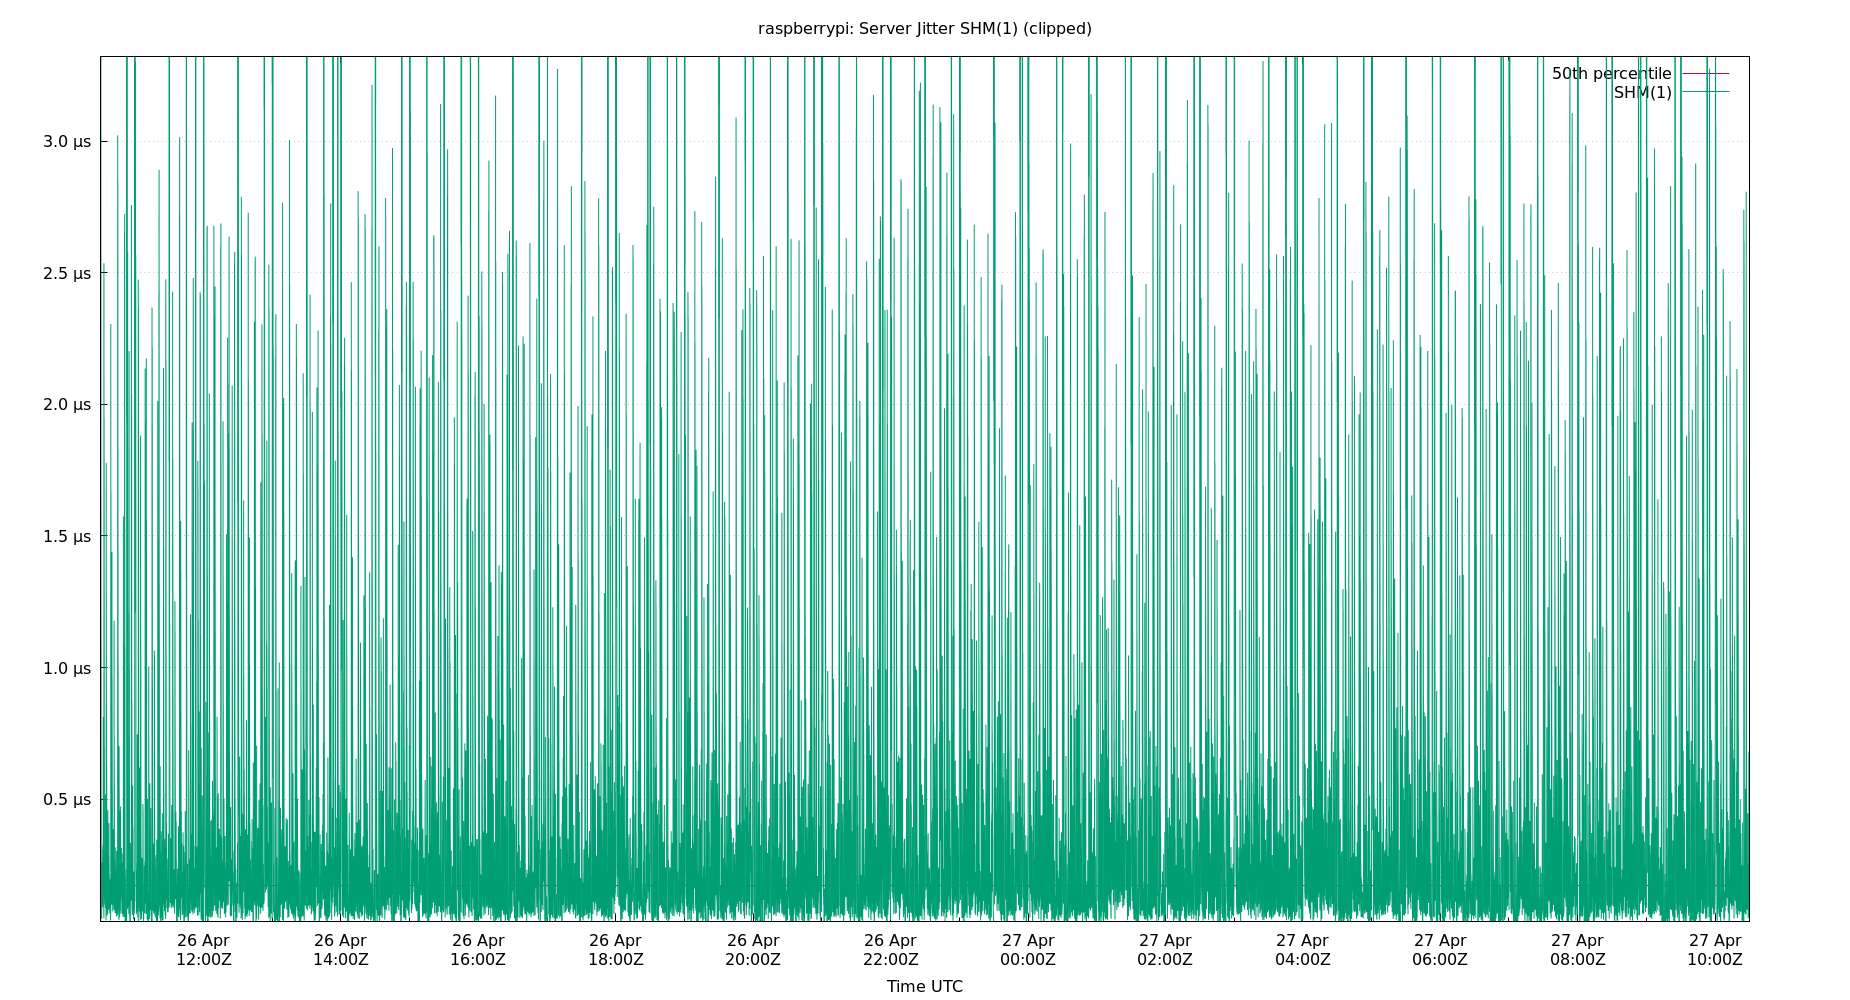 raspberrypi: Server Jitter SHM(1) (clipped)
50th percentile
SHM(1)
3.0 µs
2.5 µs
2.0 µs
1.5 µs
1.0 µs
0.5 µs
26 Apr 26 Apr 26 Apr 26 Apr 26 Apr 26 Apr 27 Apr 27 Apr 27 Apr 27 Apr 27 Apr 27 Apr
12:00Z 14:00Z 16:00Z 18:00Z 20:00Z 22:00Z 00:00Z 02:00Z 04:00Z 06:00Z 08:00Z 10:00Z
Time UTC